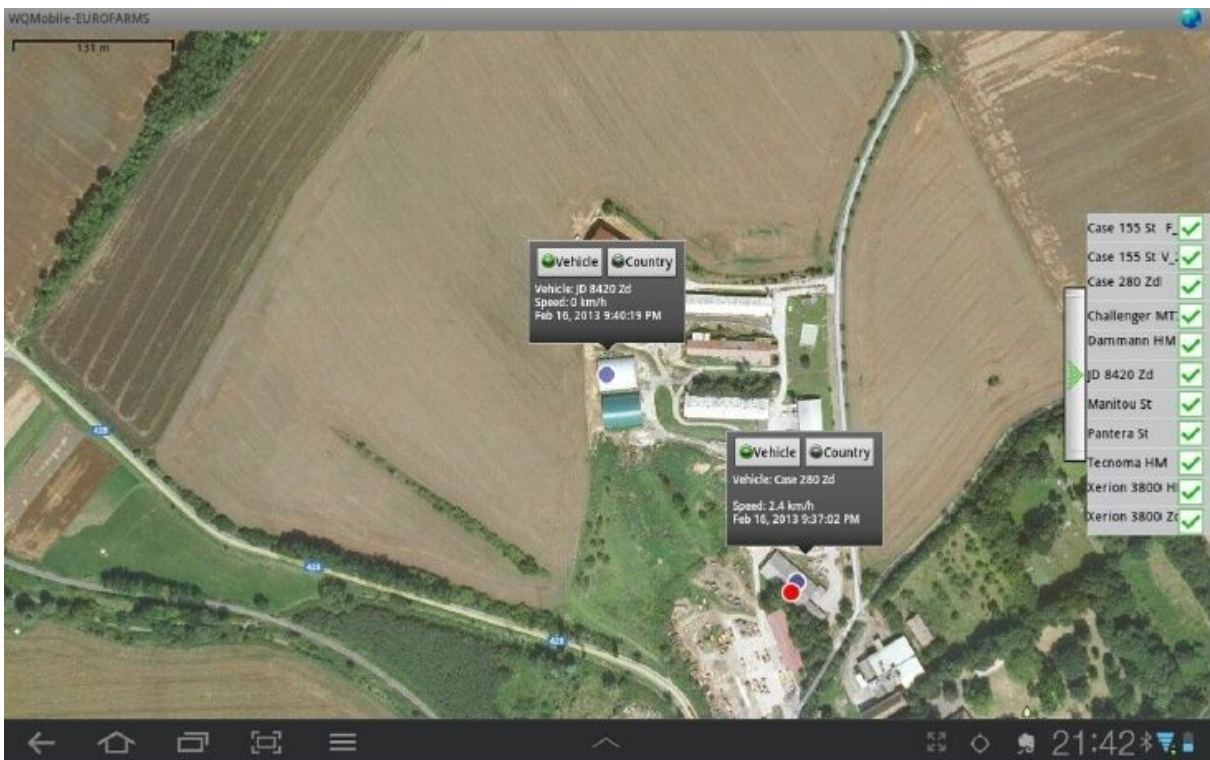 WQMobile-EUROFARMS
131 m
Vehicle Country
Vehicle: JD 8420 Zd
Speed: 0 km/h
Feb 16, 2013 9:40:19 PM
Vehicle Country
Vehicle: Case 280 Zd
Speed: 2.4 km/h
Feb 16, 2013 9:37:02 PM
Case 155 St F_
Case 155 St V_
Case 280 Zd
Challenger MT
Dammann HM
JD 8420 Zd
Manitou St
Pantera St
Tecnoma HM
Xerion 3800 H
Xerion 3800 Z
428
428
428
21:42